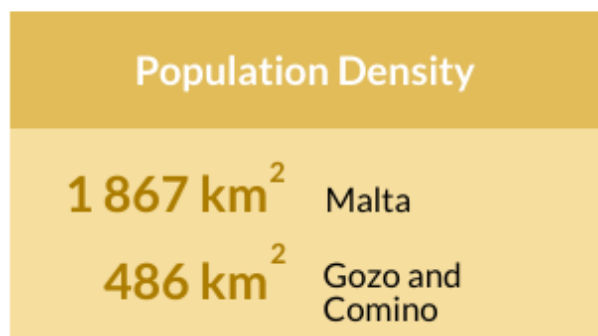 Population Density
1 867 km² Malta
486 km² Gozo and
Comino